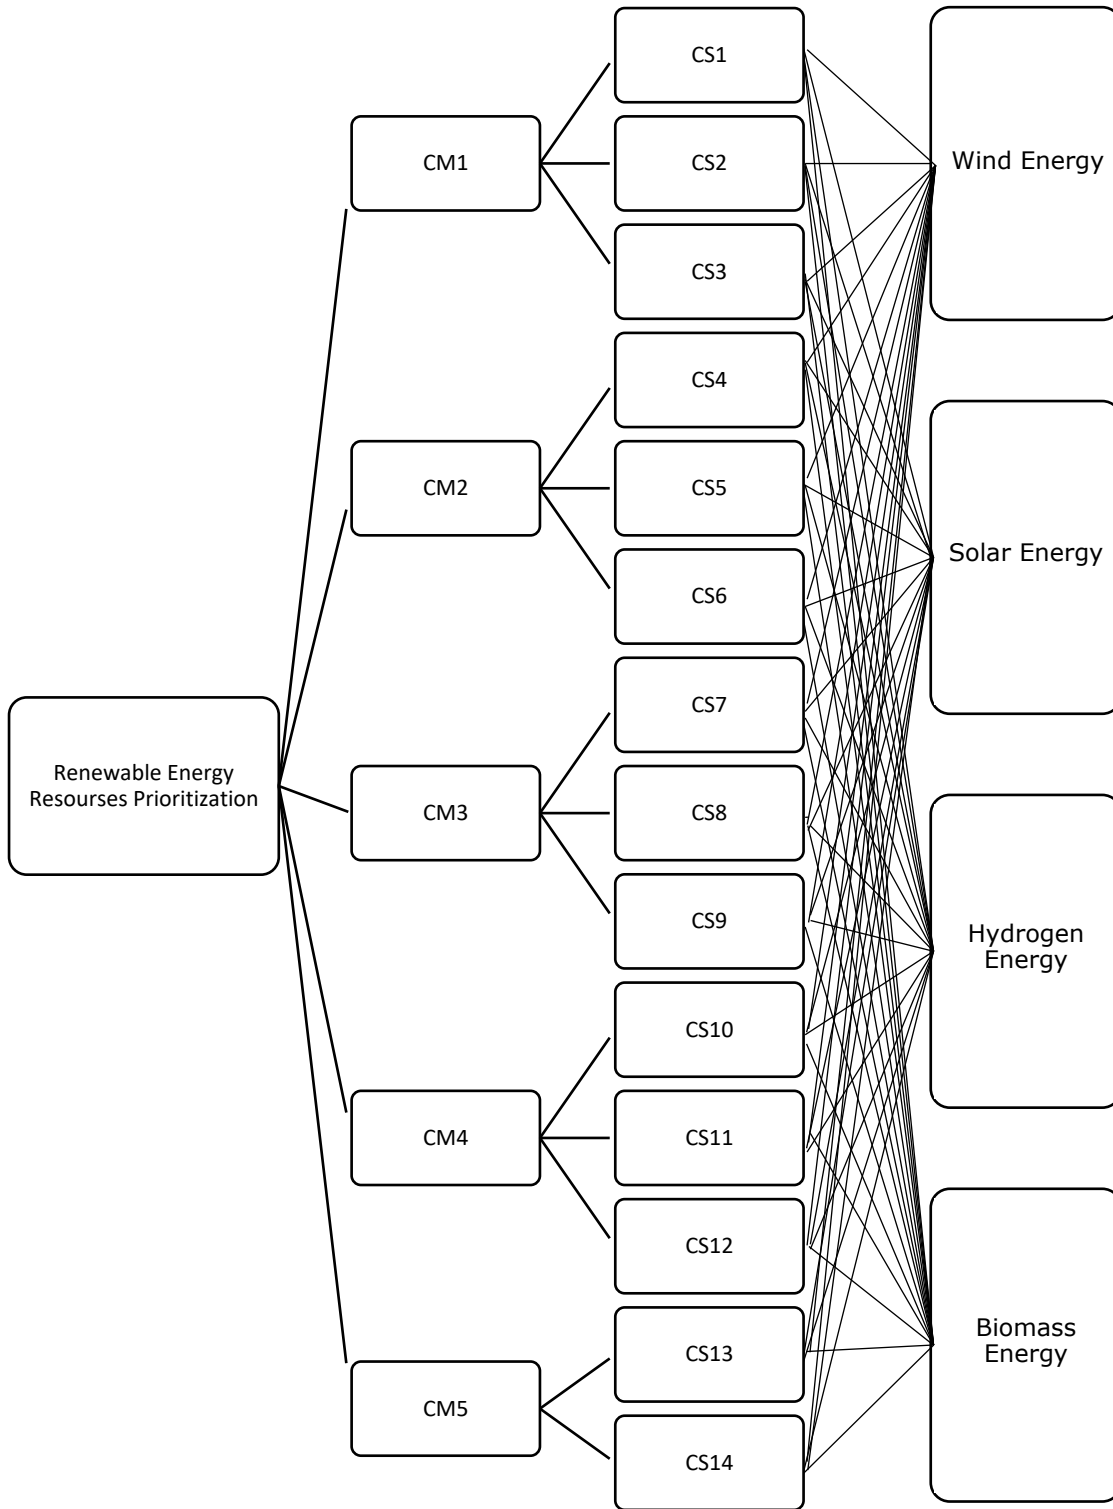 Renewable Energy
Resourses Prioritization
CM1
CM2
CM3
CM4
CM5
CS1
CS2
CS3
CS4
CS5
CS6
CS7
CS8
CS9
CS10
CS11
CS12
CS13
CS14
Wind Energy
Solar Energy
Hydrogen
Energy
Biomass
Energy